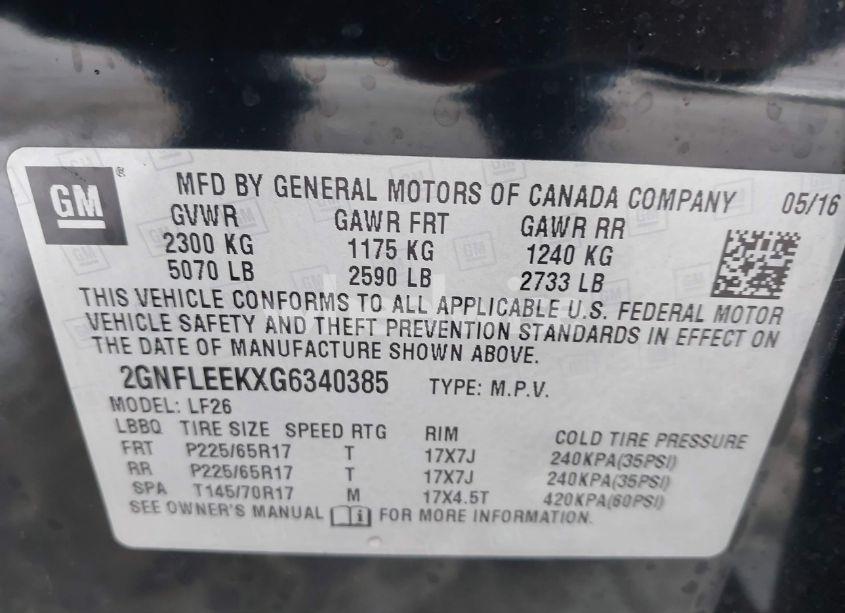 GM ® MFD BY GENERAL MOTORS OF CANADA COMPANY 05/16
GVWR GAWR FRT GAWR RR
2300 KG 1175 KG 1240 KG
5070 LB 2590 LB 2733 LB
THIS VEHICLE CONFORMS TO ALL APPLICABLE U.S. FEDERAL MOTOR
VEHICLE SAFETY AND THEFT PREVENTION STANDARDS IN EFFECT ON
THE DATE OF MANUFACTURE SHOWN ABOVE.
2GNFLEEKXG6340385 TYPE: M.P.V.
MODEL: LF26
LBBQ TIRE SIZE SPEED RTG RIM COLD TIRE PRESSURE
FRT P225/65R17 T 17X7J 240KPA(35PSI)
RR P225/65R17 T 17X7J 240KPA(35PSI)
SPA T145/70R17 M 17X4.5T 420KPA(60PSI)
SEE OWNER'S MANUAL i FOR MORE INFORMATION.